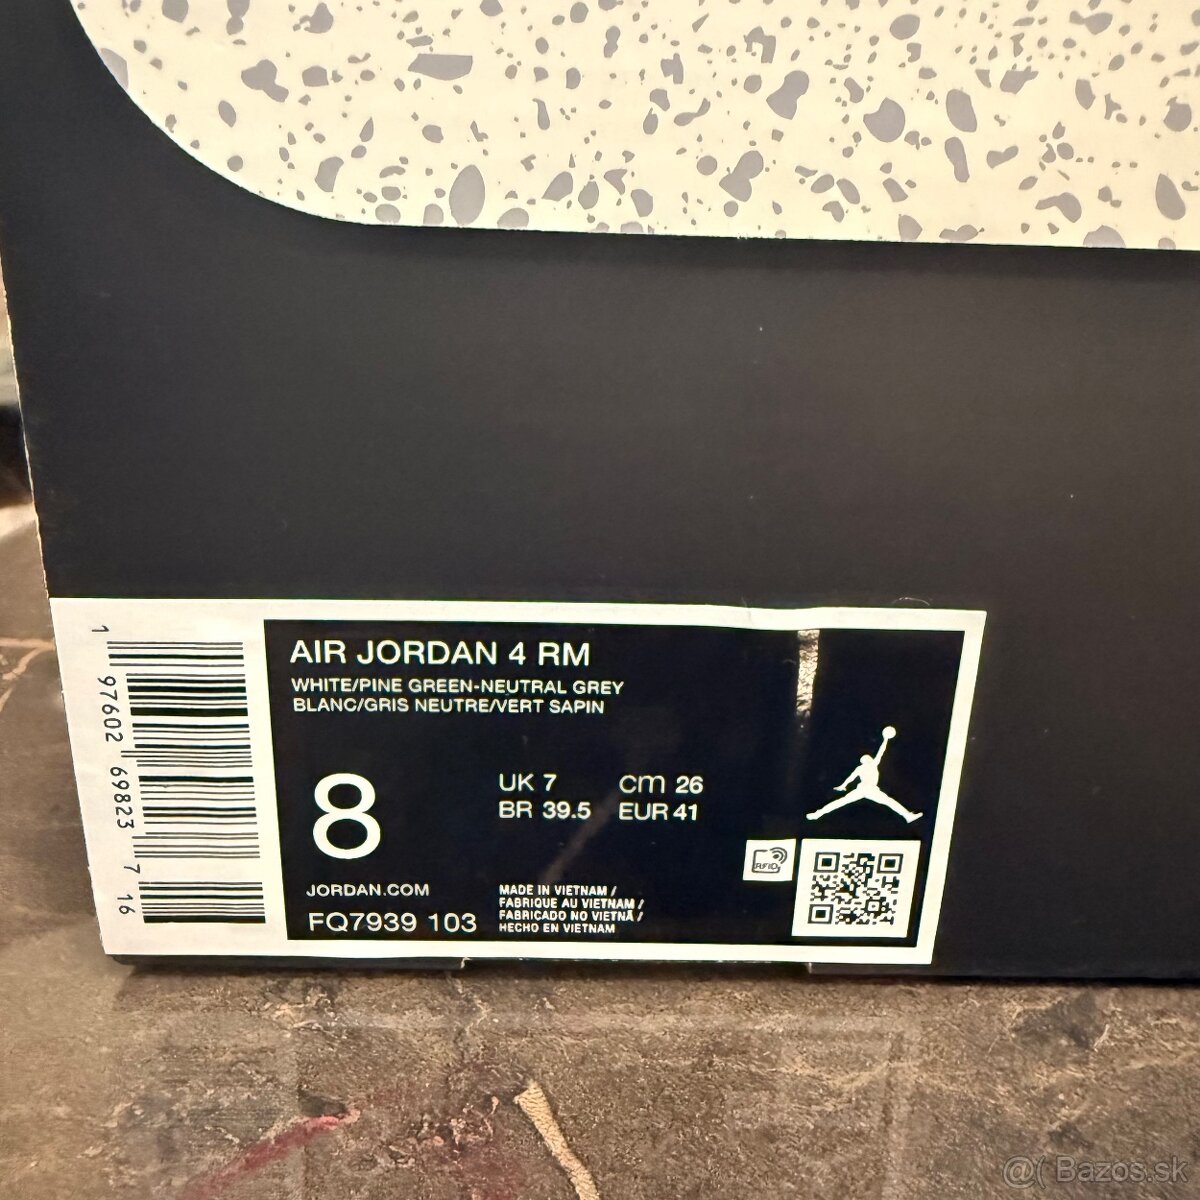 AIR JORDAN 4 RM
WHITE/PINE GREEN-NEUTRAL GREY
BLANC/GRIS NEUTRE/VERT SAPIN
8
UK 7 cm 26
BR 39.5 EUR 41
JORDAN.COM
FQ7939 103
MADE IN VIETNAM /
FABRIQUE AU VIETNAM /
FABRICADO NO VIETNÃ /
HECHO EN VIETNAM
RFID
1 97602 69823 7 16
@( Bazos.sk